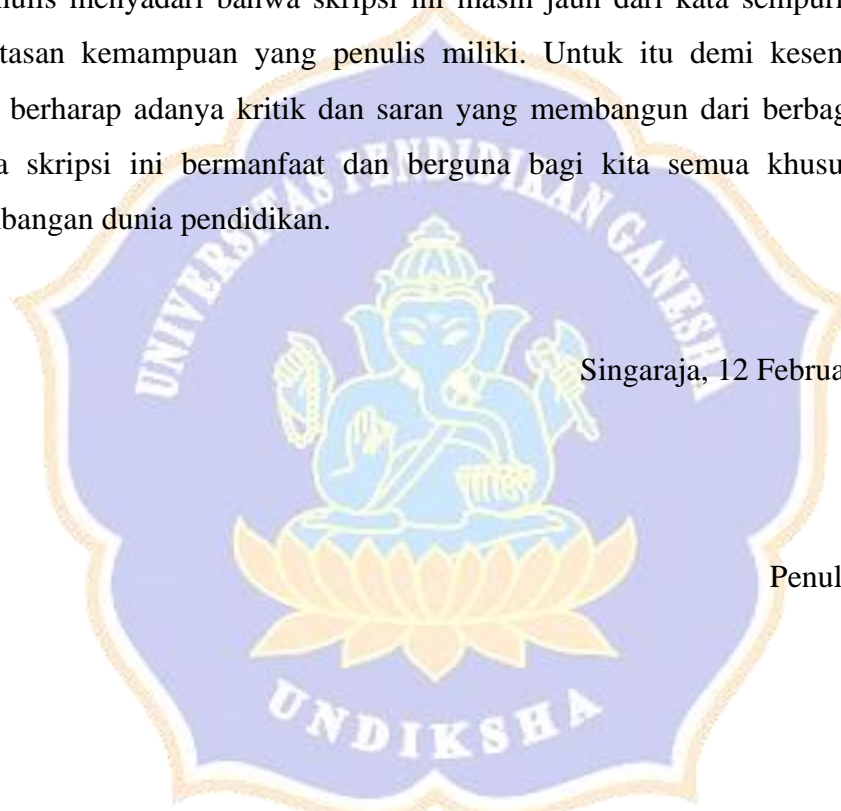 nulis menyadari bahwa skripsi ini masih jauh dari kata sempur
tasan kemampuan yang penulis miliki. Untuk itu demi kesem
berharap adanya kritik dan saran yang membangun dari berbag
a skripsi ini bermanfaat dan berguna bagi kita semua khusu
bangan dunia pendidikan.
UNIVERSITAS PENDIDIKAN GANESHA
Singaraja, 12 Februa
Penul
UNDIKSHA